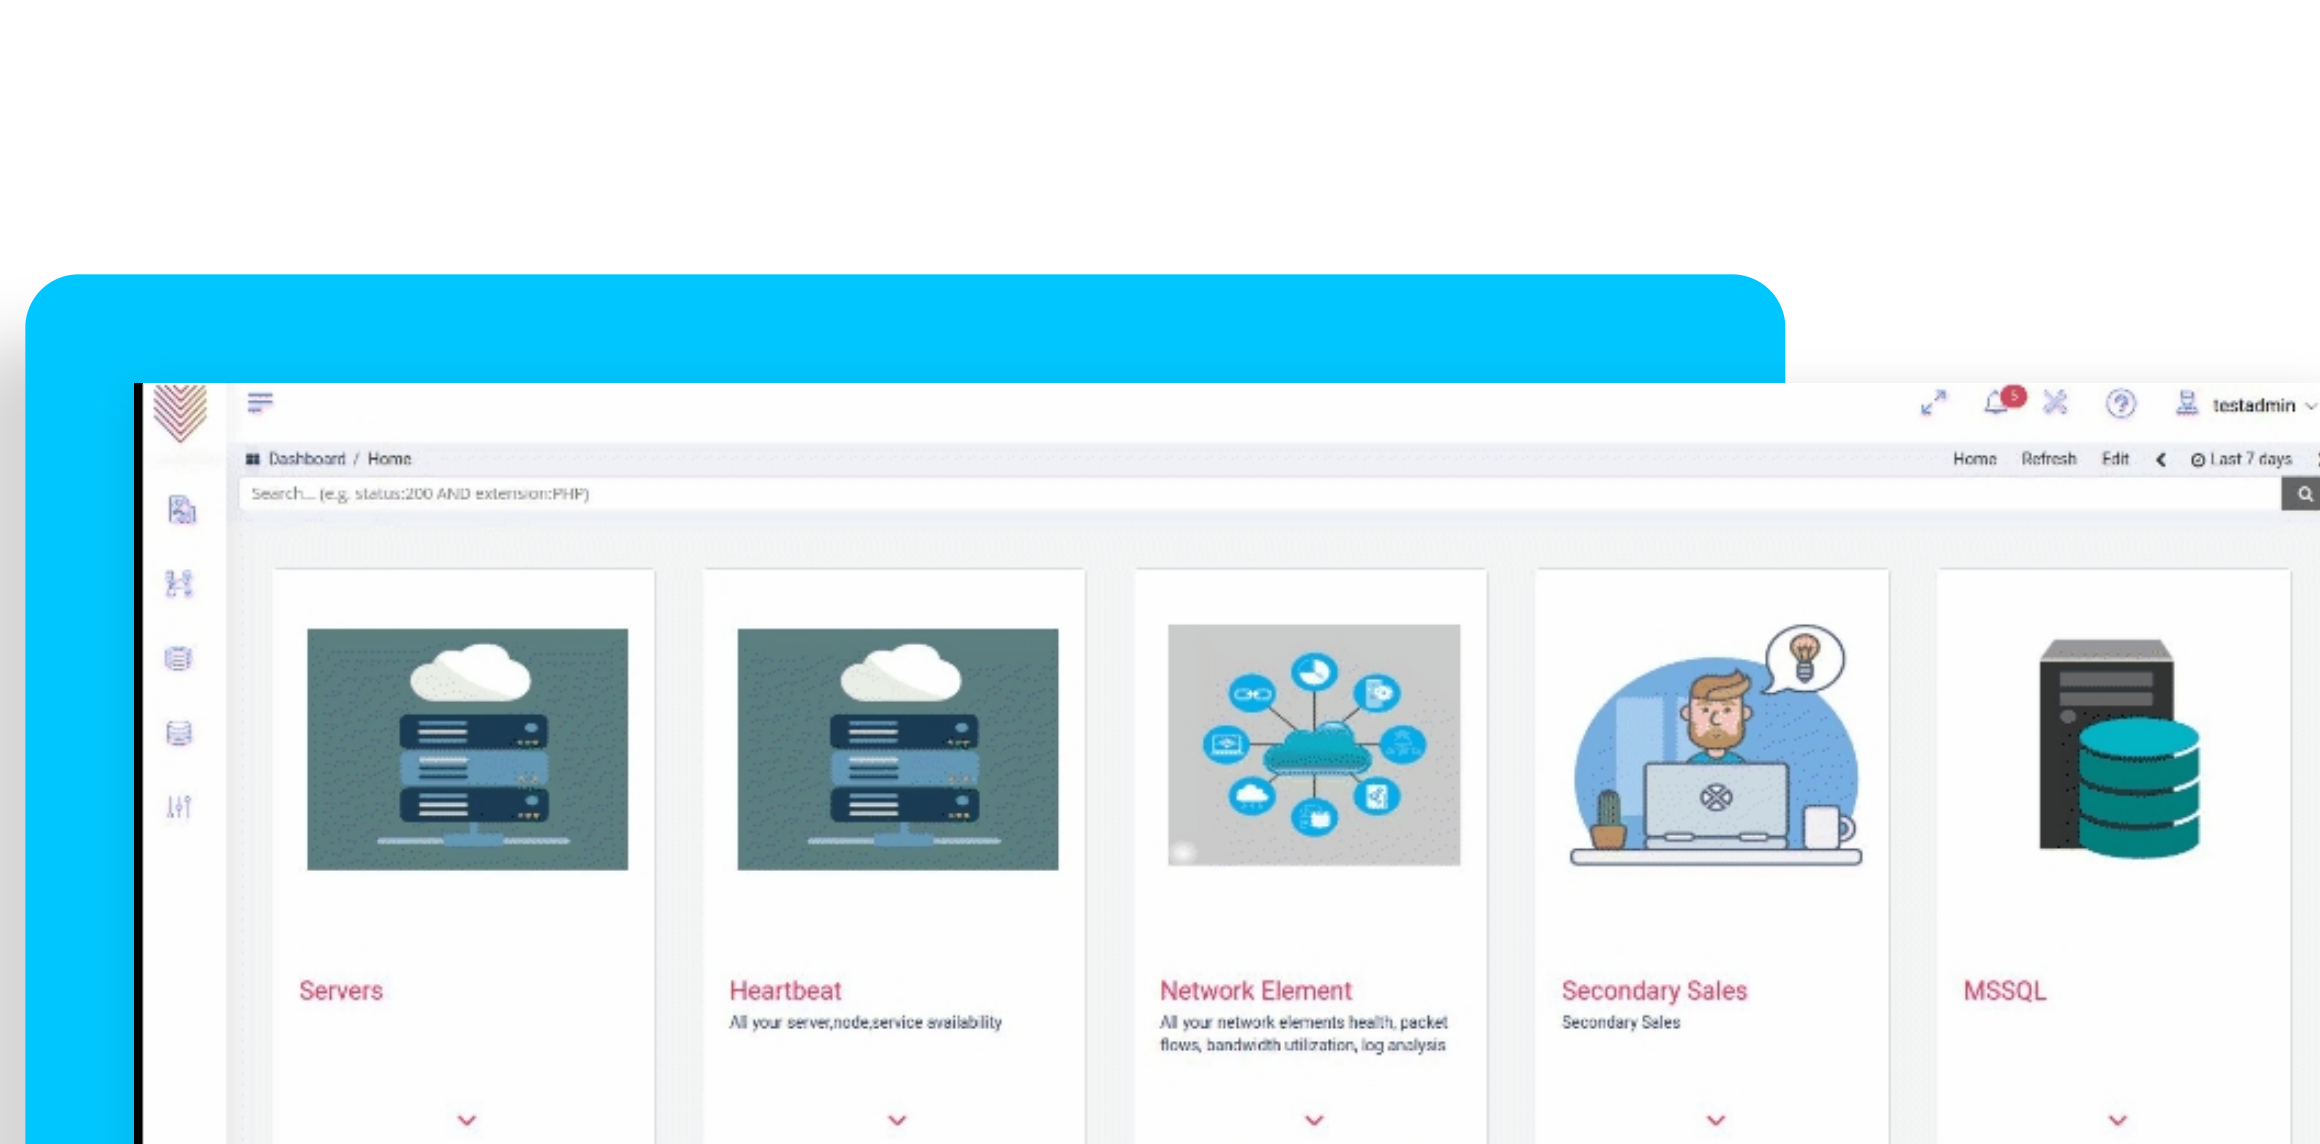 5
testadmin
Dashboard / Home
Home Refresh Edit Last 7 days
Search... (e.g. status:200 AND extension:PHP)
Servers
Heartbeat
All your server,node,service availability
Network Element
All your network elements health, packet
flows, bandwidth utilization, log analysis
Secondary Sales
Secondary Sales
MSSQL